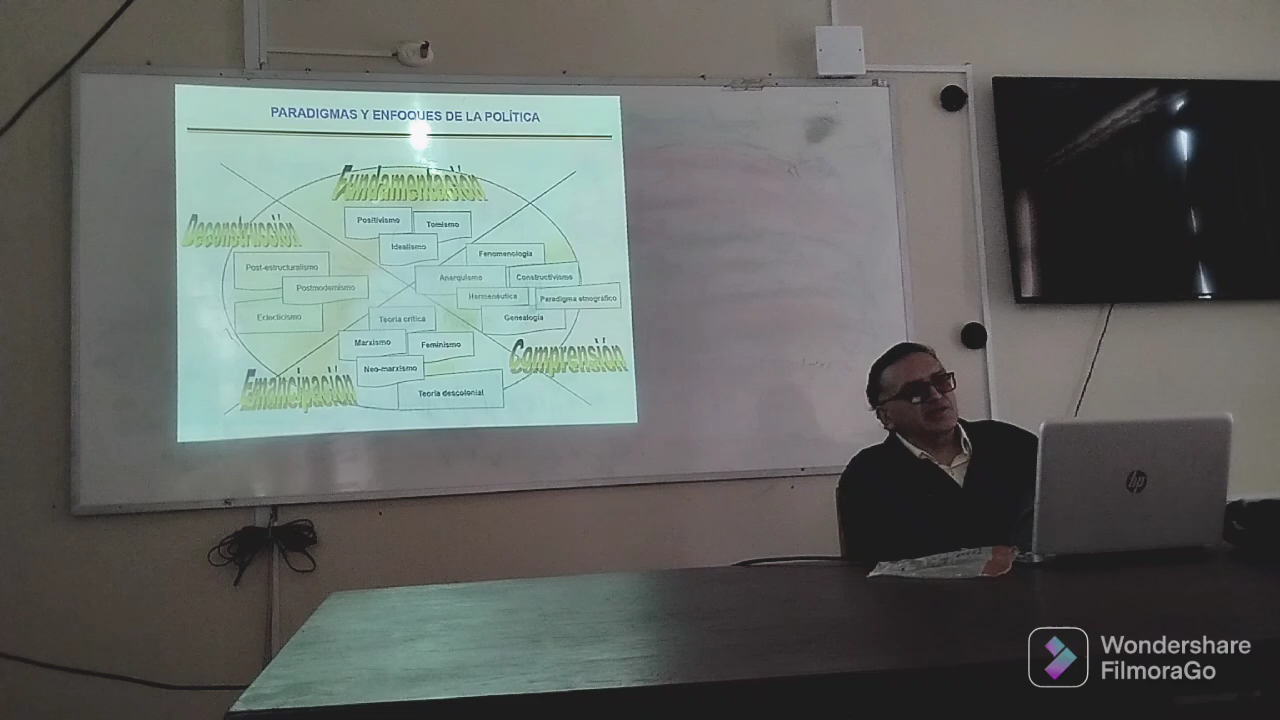 PARADIGMAS Y ENFOQUES DE LA POLÍTICA
Fundamentación
Positivismo
Tomismo
Idealismo
Deconstrucción
Post-estructuralismo
Postmodernismo
Eclecticismo
Fenomenología
Anarquismo
Constructivismo
Hermenéutica
Paradigma etnográfico
Genealogía
Comprensión
Teoría crítica
Marxismo
Feminismo
Neo-marxismo
Teoría descolonial
Emancipación
hp
Wondershare
FilmoraGo